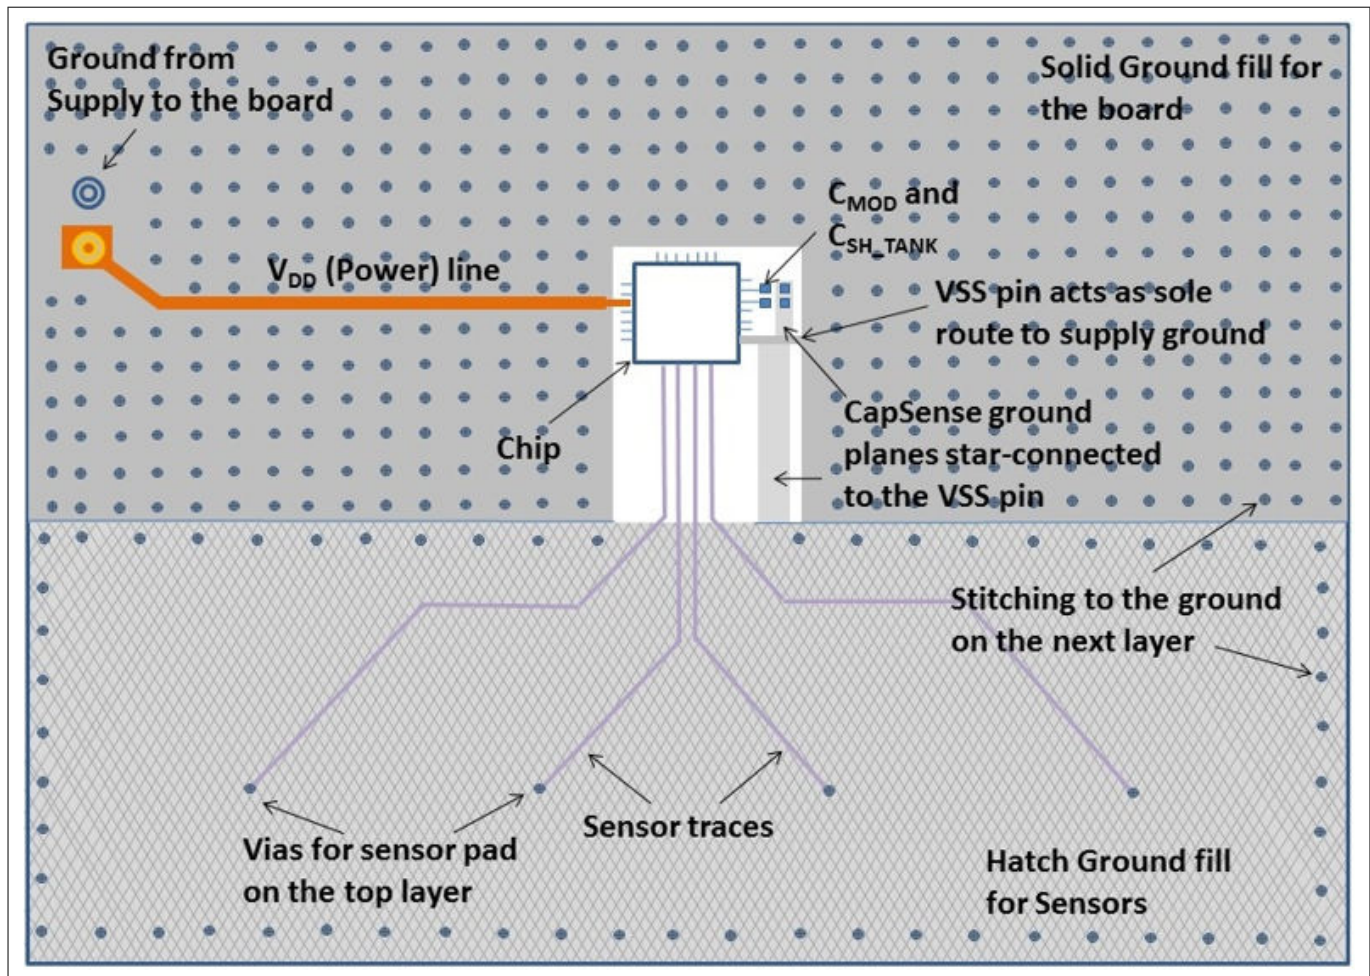 Ground from
Supply to the board
Solid Ground fill for
the board
C_MOD and
C_SH_TANK
V_DD (Power) line
VSS pin acts as sole
route to supply ground
Chip
CapSense ground
planes star-connected
to the VSS pin
Stitching to the ground
on the next layer
Sensor traces
Vias for sensor pad
on the top layer
Hatch Ground fill
for Sensors